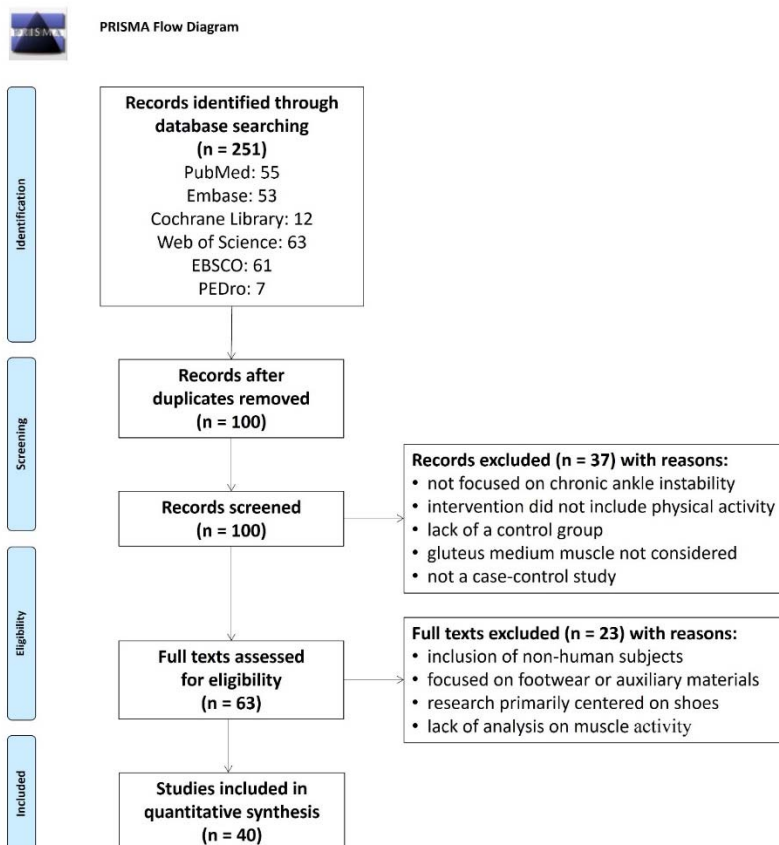 PRISMA
PRISMA Flow Diagram
Identification
Records identified through
database searching
(n = 251)
PubMed: 55
Embase: 53
Cochrane Library: 12
Web of Science: 63
EBSCO: 61
PEDro: 7
Screening
Records after
duplicates removed
(n = 100)
Records screened
(n = 100)
Records excluded (n = 37) with reasons:
• not focused on chronic ankle instability
• intervention did not include physical activity
• lack of a control group
• gluteus medium muscle not considered
• not a case-control study
Eligibility
Full texts assessed
for eligibility
(n = 63)
Full texts excluded (n = 23) with reasons:
• inclusion of non-human subjects
• focused on footwear or auxiliary materials
• research primarily centered on shoes
• lack of analysis on muscle activity
Included
Studies included in
quantitative synthesis
(n = 40)